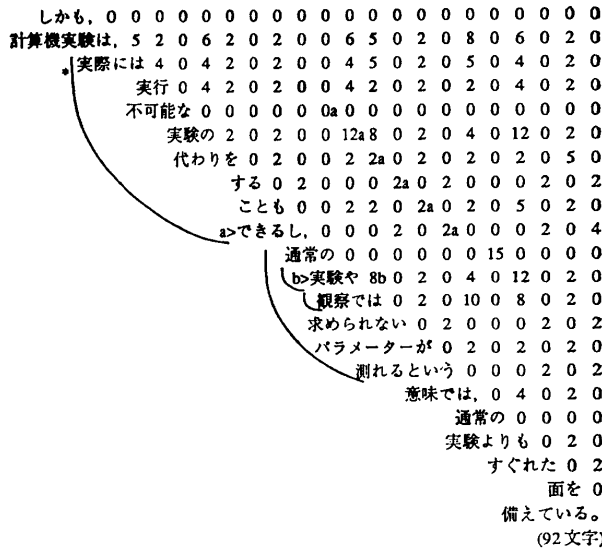 しかも, 0 0 0 0 0 0 0 0 0 0 0 0 0 0 0 0 0 0 0 0 0
計算機実験は, 5 2 0 6 2 0 2 0 0 6 5 0 2 0 8 0 6 0 2 0
*実際には 4 0 4 2 0 2 0 0 4 5 0 2 0 5 0 4 0 2 0
実行 0 4 2 0 2 0 0 4 2 0 2 0 2 0 4 0 2 0
不可能な 0 0 0 0 0 0a 0 0 0 0 0 0 0 0 0 0 0
実験の 2 0 2 0 0 12a 8 0 2 0 4 0 12 0 2 0
代わりを 0 2 0 0 2 2a 0 2 0 2 0 2 0 5 0
する 0 2 0 0 0 2a 0 2 0 0 0 2 0 2
ことも 0 0 2 2 0 2a 0 2 0 5 0 2 0
a>できるし, 0 0 0 2 0 2a 0 0 0 2 0 4
通常の 0 0 0 0 0 0 15 0 0 0 0
b>実験や 8b 0 2 0 4 0 12 0 2 0
観察では 0 2 0 10 0 8 0 2 0
求められない 0 2 0 0 0 2 0 2
パラメーターが 0 2 0 2 0 2 0
測れるという 0 0 0 2 0 2
意味では, 0 4 0 2 0
通常の 0 0 0 0
実験よりも 0 2 0
すぐれた 0 2
面を 0
備えている。
(92文字)